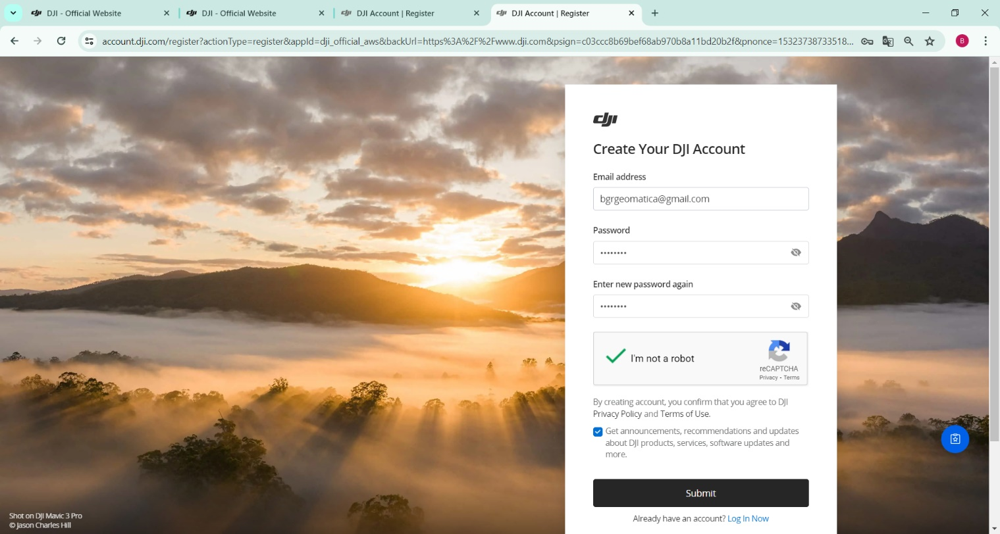 DJI - Official Website
DJI - Official Website
DJI Account | Register
DJI Account | Register
account.dji.com/register?actionType=register&appId=dji_official_aws&backUrl=https%3A%2F%2Fwww.dji.com&psign=c03ccc8b69bef68ab970b8a11bd20b2f&pnonce=15323738733518...
B
dji
Create Your DJI Account
Email address
bgrgeomatica@gmail.com
Password
••••••••
Enter new password again
••••••••
I'm not a robot
reCAPTCHA
Privacy - Terms
By creating account, you confirm that you agree to DJI
Privacy Policy and Terms of Use.
Get announcements, recommendations and updates
about DJI products, services, software updates and
more.
Submit
Already have an account? Log In Now
Shot on DJI Mavic 3 Pro
© Jason Charles Hill